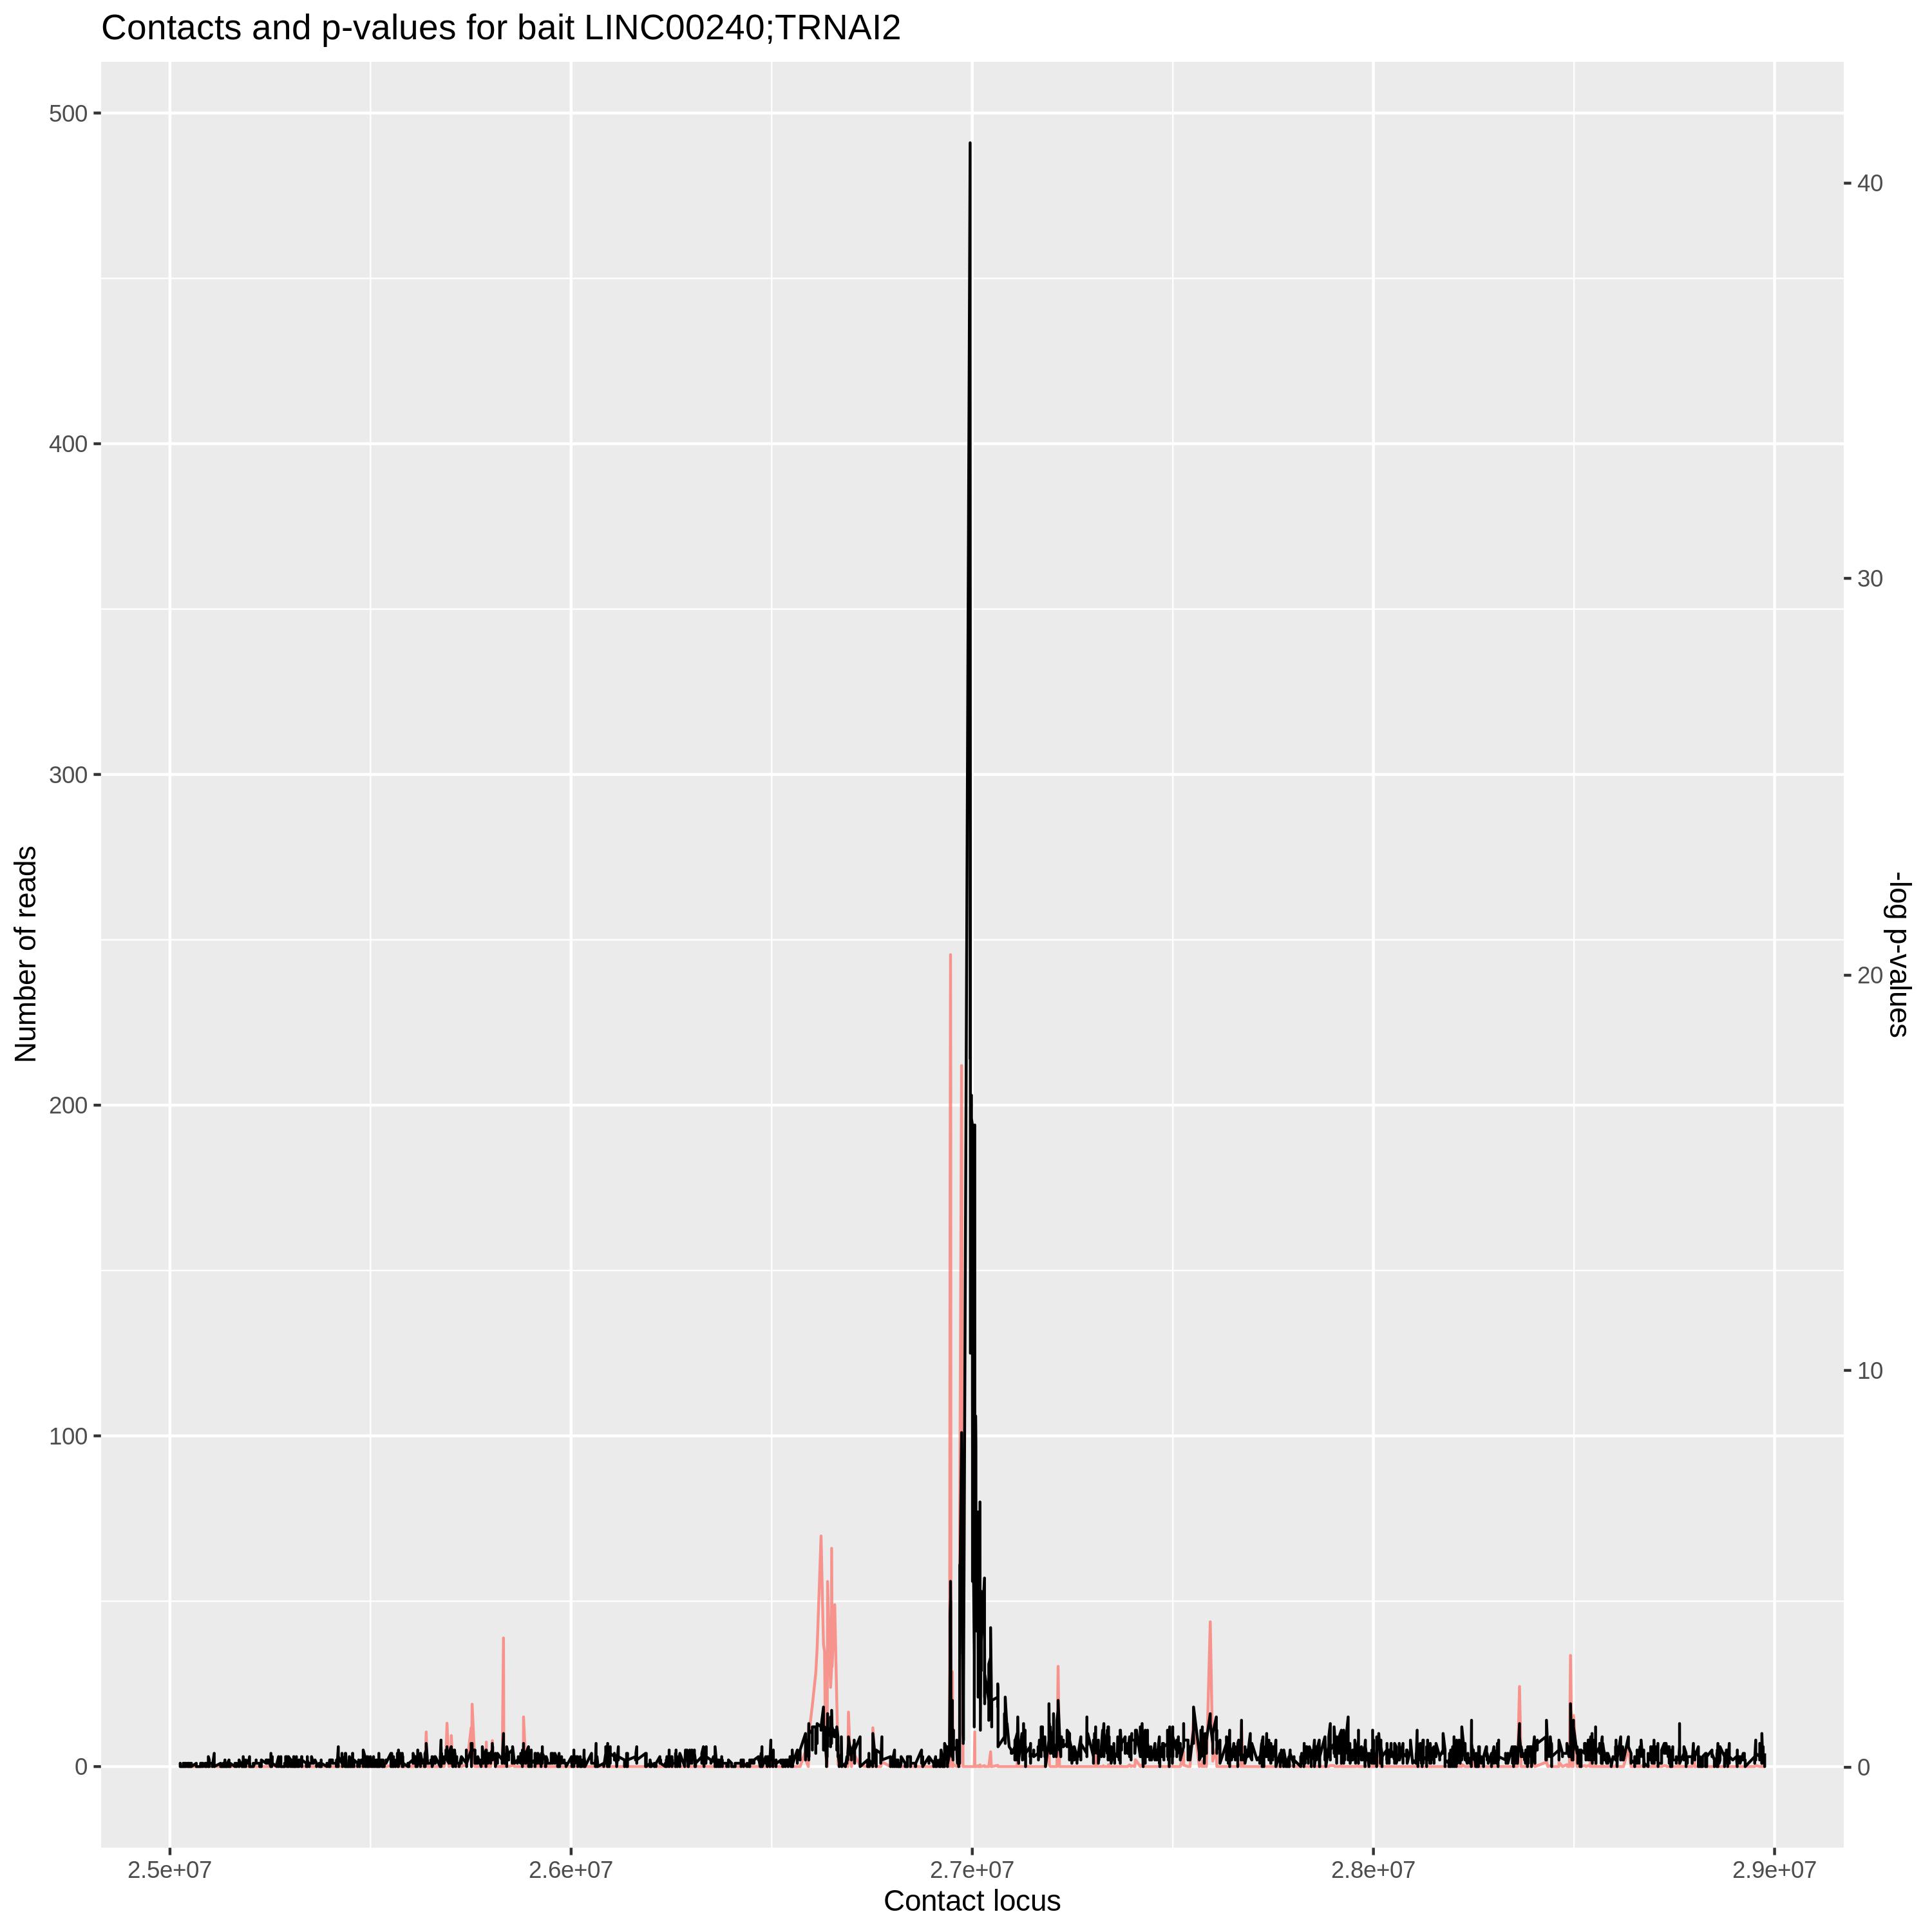 Contacts and p-values for bait LINC00240;TRNAI2
500
400
300
200
100
0
Number of reads
40
30
20
10
0
-log p-values
2.5e+07
2.6e+07
2.7e+07
2.8e+07
2.9e+07
Contact locus